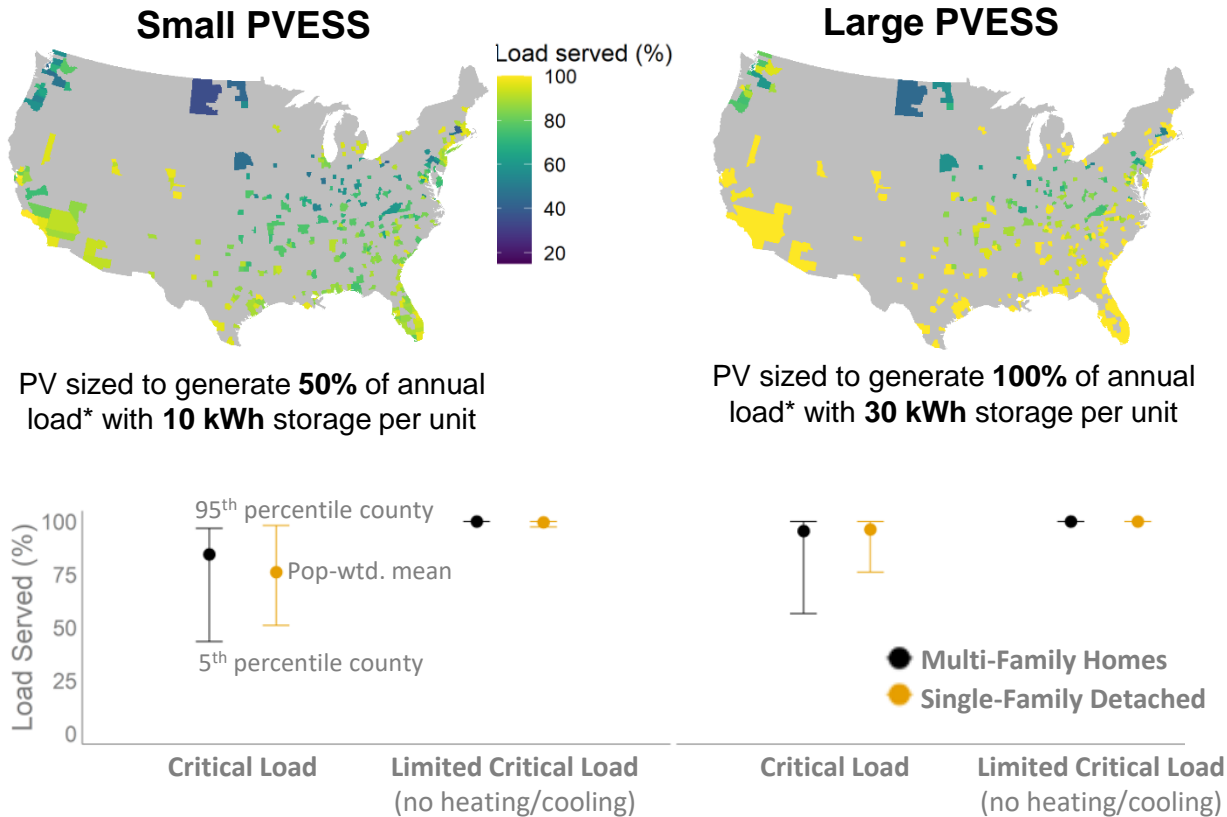 Small PVESS
Large PVESS
Load served (%)
100
80
60
40
20
PV sized to generate 50% of annual
load* with 10 kWh storage per unit
PV sized to generate 100% of annual
load* with 30 kWh storage per unit
Load Served (%)
100
75
50
25
0
95th percentile county
Pop-wtd. mean
5th percentile county
Multi-Family Homes
Single-Family Detached
Critical Load
Limited Critical Load
(no heating/cooling)
Critical Load
Limited Critical Load
(no heating/cooling)